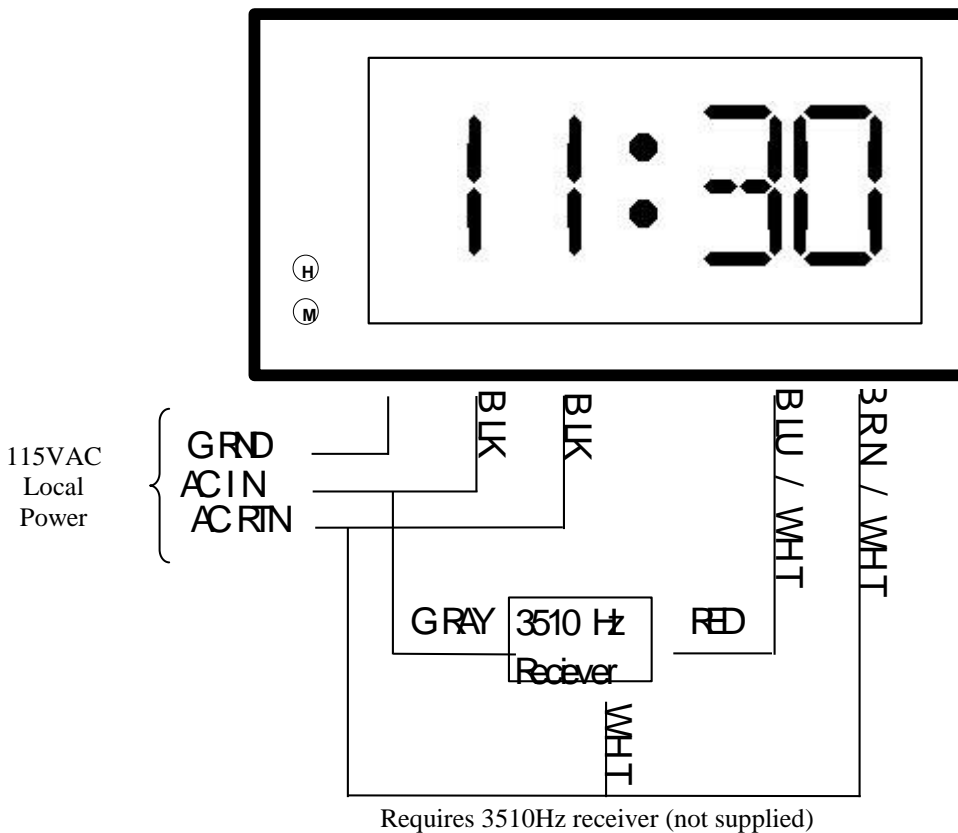 11:30
H
M
BLK
BLK
BLU / WHT
BRN / WHT
115VAC
Local
Power
GRND
AC IN
AC RTN
GRAY
3510 Hz
Reciever
RED
WHT
Requires 3510Hz receiver (not supplied)